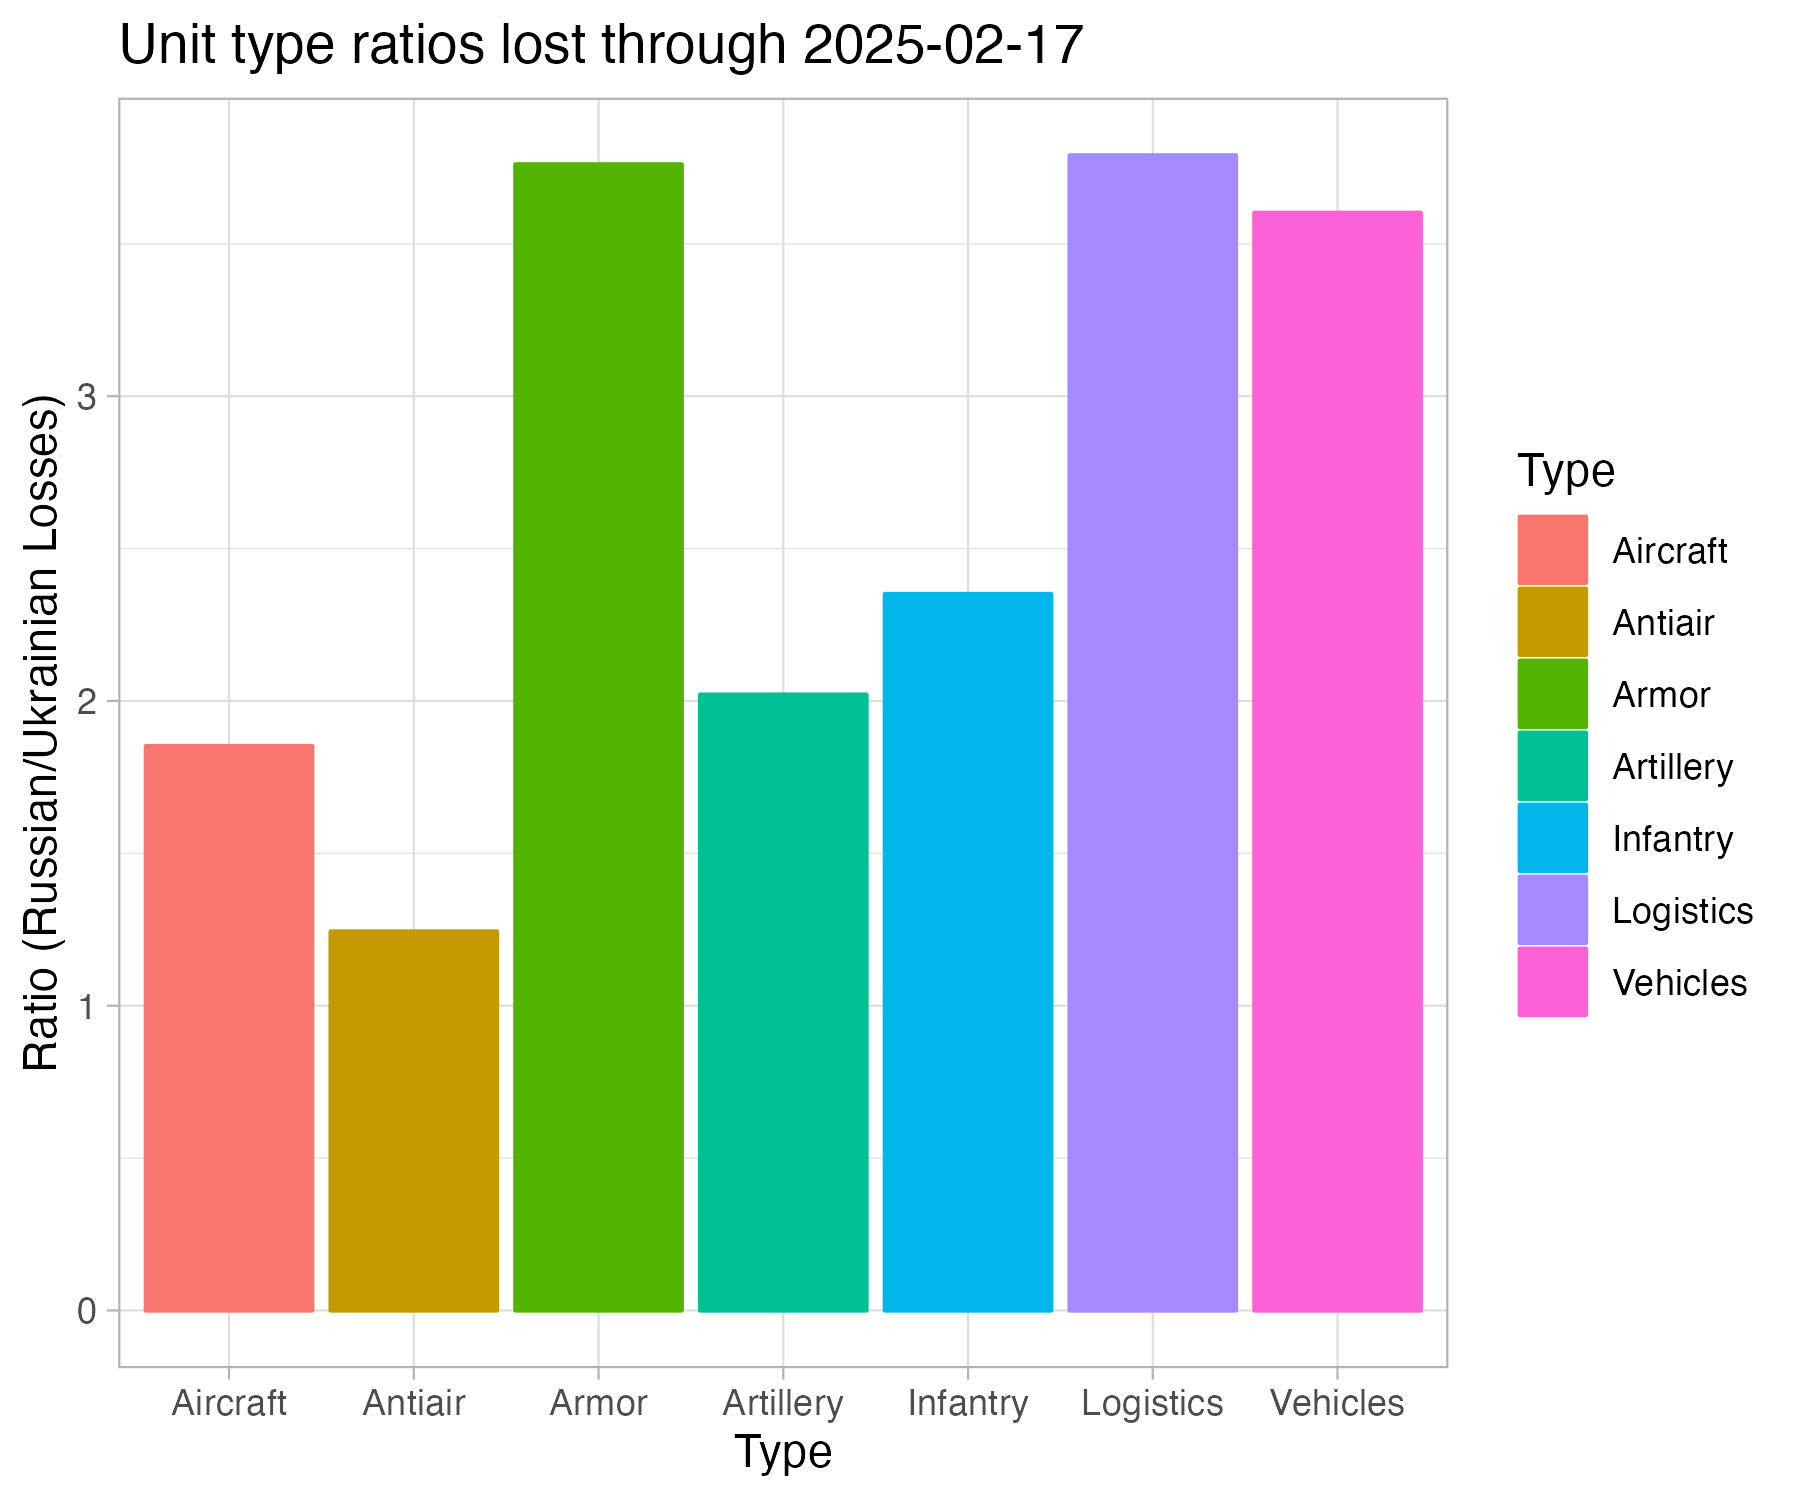 Unit type ratios lost through 2025-02-17
Ratio (Russian/Ukrainian Losses)
3
2
1
0
Aircraft
Antiair
Armor
Artillery
Infantry
Logistics
Vehicles
Type
Type
Aircraft
Antiair
Armor
Artillery
Infantry
Logistics
Vehicles